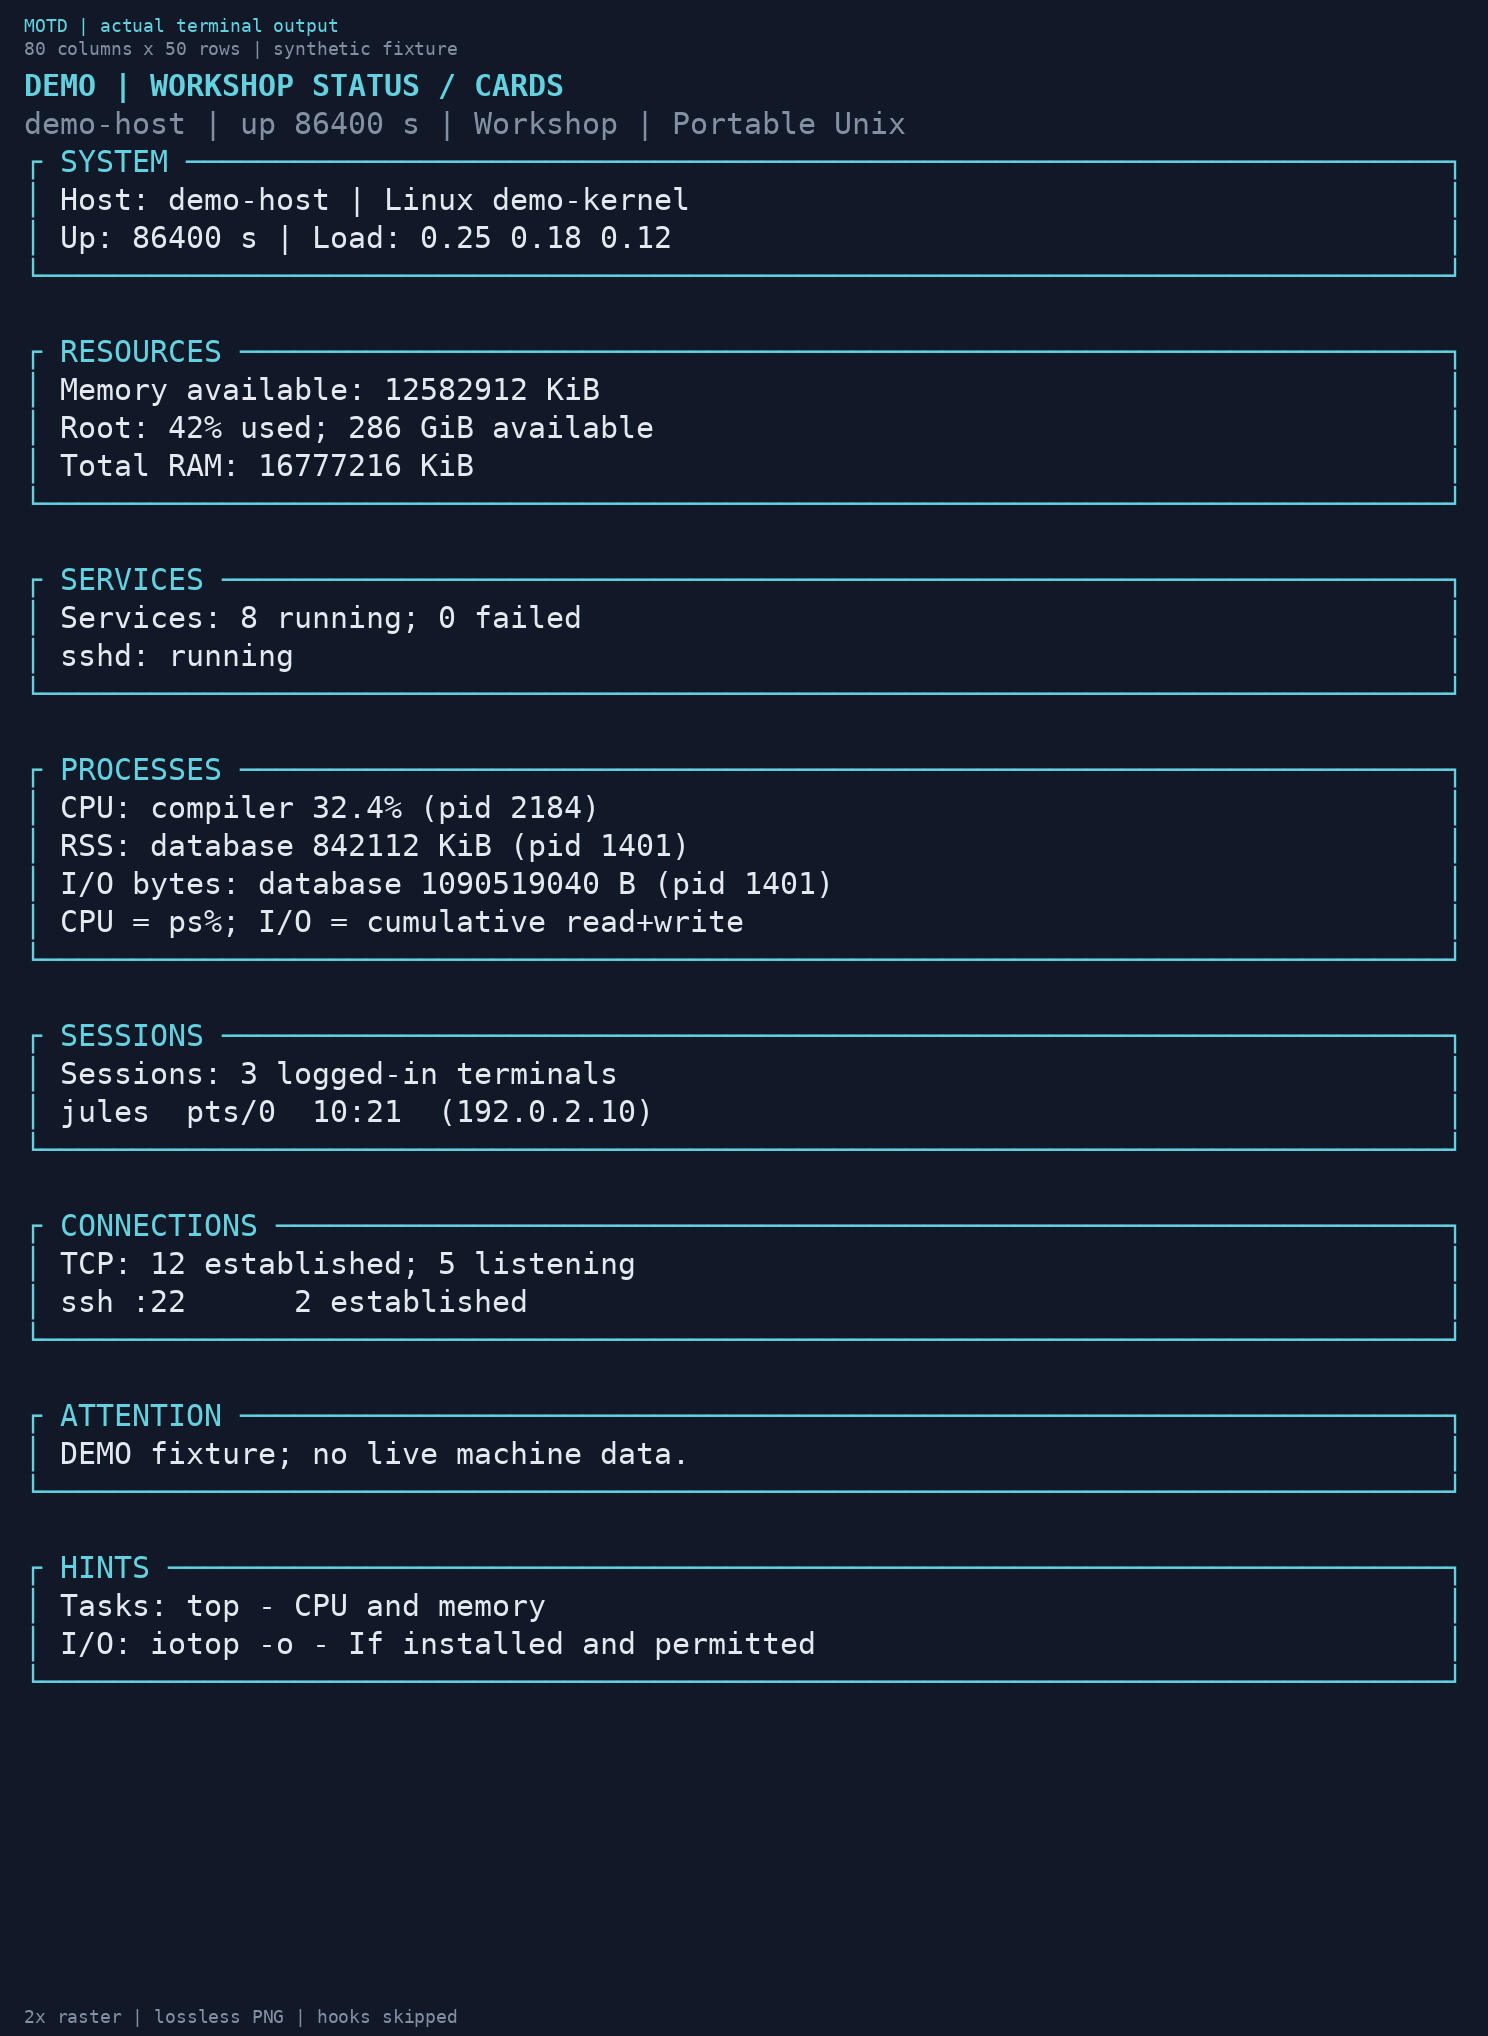 MOTD | actual terminal output
80 columns x 50 rows | synthetic fixture
DEMO | WORKSHOP STATUS / CARDS
demo-host | up 86400 s | Workshop | Portable Unix
SYSTEM
Host: demo-host | Linux demo-kernel
Up: 86400 s | Load: 0.25 0.18 0.12
RESOURCES
Memory available: 12582912 KiB
Root: 42% used; 286 GiB available
Total RAM: 16777216 KiB
SERVICES
Services: 8 running; 0 failed
sshd: running
PROCESSES
CPU: compiler 32.4% (pid 2184)
RSS: database 842112 KiB (pid 1401)
I/O bytes: database 1090519040 B (pid 1401)
CPU = ps%; I/O = cumulative read+write
SESSIONS
Sessions: 3 logged-in terminals
jules  pts/0  10:21  (192.0.2.10)
CONNECTIONS
TCP: 12 established; 5 listening
ssh :22      2 established
ATTENTION
DEMO fixture; no live machine data.
HINTS
Tasks: top - CPU and memory
I/O: iotop -o - If installed and permitted
2x raster | lossless PNG | hooks skipped